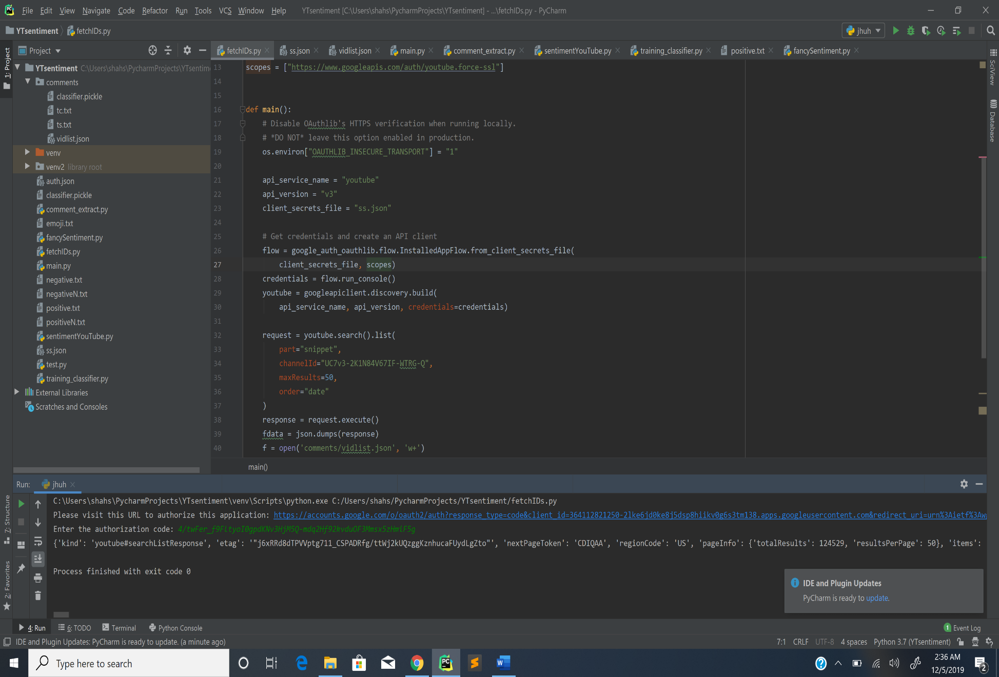 File Edit View Navigate Code Refactor Run Tools VCS Window Help YTsentiment [C:\Users\shahs\PycharmProjects\YTsentiment] - ...\fetchIDs.py - PyCharm
YTsentiment fetchIDs.py jhuh
1: Project
Project
fetchIDs.py ss.json vidlist.json main.py comment_extract.py sentimentYouTube.py training_classifier.py positive.txt fancySentiment.py
YTsentiment C:\Users\shahs\PycharmProjects\YTsentim
comments
classifier.pickle
tc.txt
ts.txt
vidlist.json
venv
venv2 library root
auth.json
classifier.pickle
comment_extract.py
emoji.txt
fancySentiment.py
fetchIDs.py
main.py
negative.txt
negativeN.txt
positive.txt
positiveN.txt
sentimentYouTube.py
ss.json
test.py
training_classifier.py
External Libraries
Scratches and Consoles
13 scopes = ["https://www.googleapis.com/auth/youtube.force-ssl"]
14
15
16 def main():
17 # Disable OAuthlib's HTTPS verification when running locally.
18 # *DO NOT* leave this option enabled in production.
19 os.environ["OAUTHLIB_INSECURE_TRANSPORT"] = "1"
20
21 api_service_name = "youtube"
22 api_version = "v3"
23 client_secrets_file = "ss.json"
24
25 # Get credentials and create an API client
26 flow = google_auth_oauthlib.flow.InstalledAppFlow.from_client_secrets_file(
27 client_secrets_file, scopes)
28 credentials = flow.run_console()
29 youtube = googleapiclient.discovery.build(
30 api_service_name, api_version, credentials=credentials)
31
32 request = youtube.search().list(
33 part="snippet",
34 channelId="UC7v3-2K1N84V67IF-WTRG-Q",
35 maxResults=50,
36 order="date"
37 )
38 response = request.execute()
39 fdata = json.dumps(response)
40 f = open('comments/vidlist.json', 'w+')
main()
SciView
Database
Run: jhuh
C:\Users\shahs\PycharmProjects\YTsentiment\venv\Scripts\python.exe C:/Users/shahs/PycharmProjects/YTsentiment/fetchIDs.py
Please visit this URL to authorize this application: https://accounts.google.com/o/oauth2/auth?response_type=code&client_id=364112821250-2lke6jd0ke8j5dsp8hiikv0g6s3tm138.apps.googleusercontent.com&redirect_uri=urn%3Aietf%3Aw
Enter the authorization code: 4/twFer_f9FltyoI0gpdKNv3HjM5Q-mdq2Hf92kvduOF3Mmsx5zHmiF5g
{'kind': 'youtube#searchListResponse', 'etag': '"j6xRRd8dTPVVptg711_CSPADRfg/ttWj2kUQzggKznhucaFUydLgZto"', 'nextPageToken': 'CDIQAA', 'regionCode': 'US', 'pageInfo': {'totalResults': 124529, 'resultsPerPage': 50}, 'items':
Process finished with exit code 0
7: Structure
2: Favorites
IDE and Plugin Updates
PyCharm is ready to update.
4: Run 6: TODO Terminal Python Console 1 Event Log
IDE and Plugin Updates: PyCharm is ready to update. (a minute ago) 7:1 CRLF UTF-8 4 spaces Python 3.7 (YTsentiment)
Type here to search
2:36 AM
12/5/2019
2